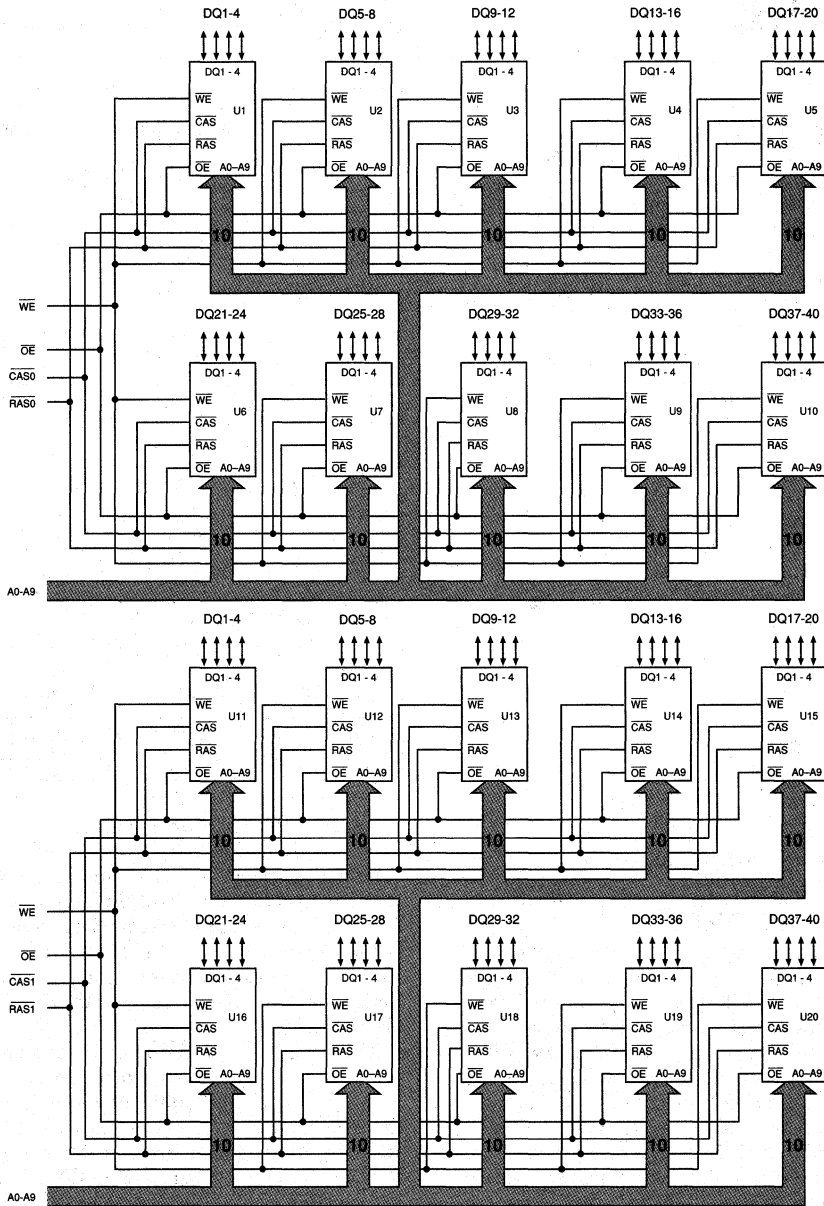 DQ1-4 DQ5-8 DQ9-12 DQ13-16 DQ17-20
DQ1 - 4 DQ1 - 4 DQ1 - 4 DQ1 - 4 DQ1 - 4
WE U1 WE U2 WE U3 WE U4 WE U5
CAS CAS CAS CAS CAS
RAS RAS RAS RAS RAS
OE A0–A9 OE A0–A9 OE A0–A9 OE A0–A9 OE A0–A9
10 10 10 10 10
WE
DQ21-24 DQ25-28 DQ29-32 DQ33-36 DQ37-40
OE
CAS0
RAS0
DQ1 - 4 DQ1 - 4 DQ1 - 4 DQ1 - 4 DQ1 - 4
WE U6 WE U7 WE U8 WE U9 WE U10
CAS CAS CAS CAS CAS
RAS RAS RAS RAS RAS
OE A0–A9 OE A0–A9 OE A0–A9 OE A0–A9 OE A0–A9
10 10 10 10 10
A0-A9
DQ1-4 DQ5-8 DQ9-12 DQ13-16 DQ17-20
DQ1 - 4 DQ1 - 4 DQ1 - 4 DQ1 - 4 DQ1 - 4
WE U11 WE U12 WE U13 WE U14 WE U15
CAS CAS CAS CAS CAS
RAS RAS RAS RAS RAS
OE A0–A9 OE A0–A9 OE A0–A9 OE A0–A9 OE A0–A9
10 10 10 10 10
WE
DQ21-24 DQ25-28 DQ29-32 DQ33-36 DQ37-40
OE
CAS1
RAS1
DQ1 - 4 DQ1 - 4 DQ1 - 4 DQ1 - 4 DQ1 - 4
WE U16 WE U17 WE U18 WE U19 WE U20
CAS CAS CAS CAS CAS
RAS RAS RAS RAS RAS
OE A0–A9 OE A0–A9 OE A0–A9 OE A0–A9 OE A0–A9
10 10 10 10 10
A0-A9